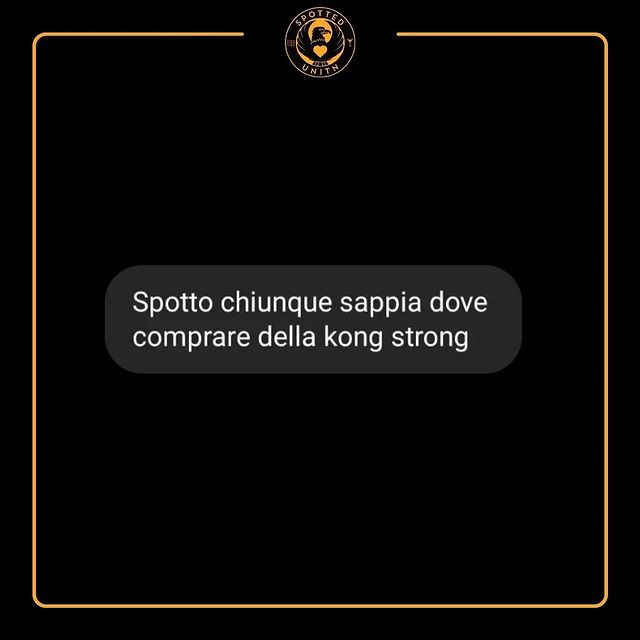 SPOTTED
UNITN
Spotto chiunque sappia dove
comprare della kong strong